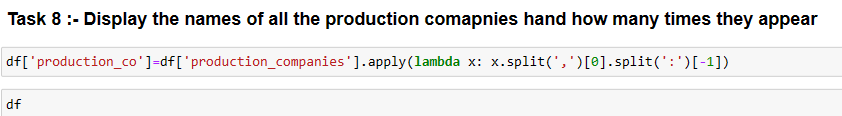 Task 8 :- Display the names of all the production comapnies hand how many times they appear
df['production_co']=df['production_companies'].apply(lambda x: x.split(',')[0].split(':')[-1])
df